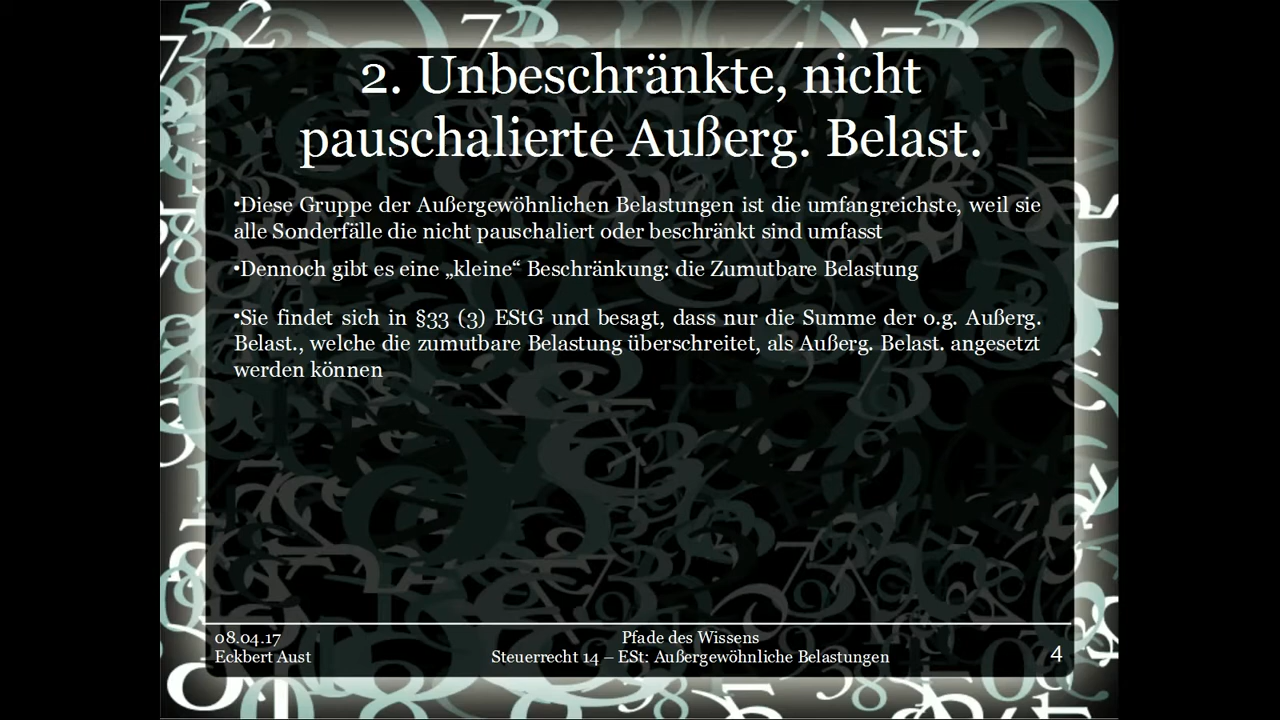 2. Unbeschränkte, nicht
pauschalierte Außerg. Belast.
•Diese Gruppe der Außergewöhnlichen Belastungen ist die umfangreichste, weil sie
alle Sonderfälle die nicht pauschaliert oder beschränkt sind umfasst
•Dennoch gibt es eine „kleine“ Beschränkung: die Zumutbare Belastung
•Sie findet sich in §33 (3) EStG und besagt, dass nur die Summe der o.g. Außerg.
Belast., welche die zumutbare Belastung überschreitet, als Außerg. Belast. angesetzt
werden können
08.04.17
Eckbert Aust
Pfade des Wissens
Steuerrecht 14 – ESt: Außergewöhnliche Belastungen
4